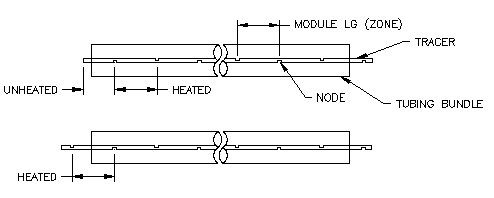 MODULE LG (ZONE)
TRACER
UNHEATED
HEATED
NODE
TUBING BUNDLE
HEATED